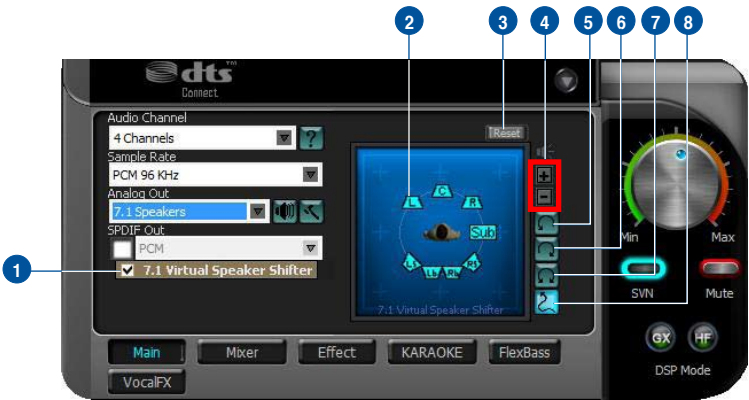 2 3 4 5 6 7 8
dts™
Connect
Audio Channel
4 Channels
?
Reset
Sample Rate
PCM 96 KHz
Analog Out
7.1 Speakers
SPDIF Out
PCM
1
7.1 Virtual Speaker Shifter
L C R
Sub
Ls Lb Rb Rs
7.1 Virtual Speaker Shifter
+
-
Min Max
SVN Mute
GX HF
DSP Mode
Main Mixer Effect KARAOKE FlexBass
VocalFX